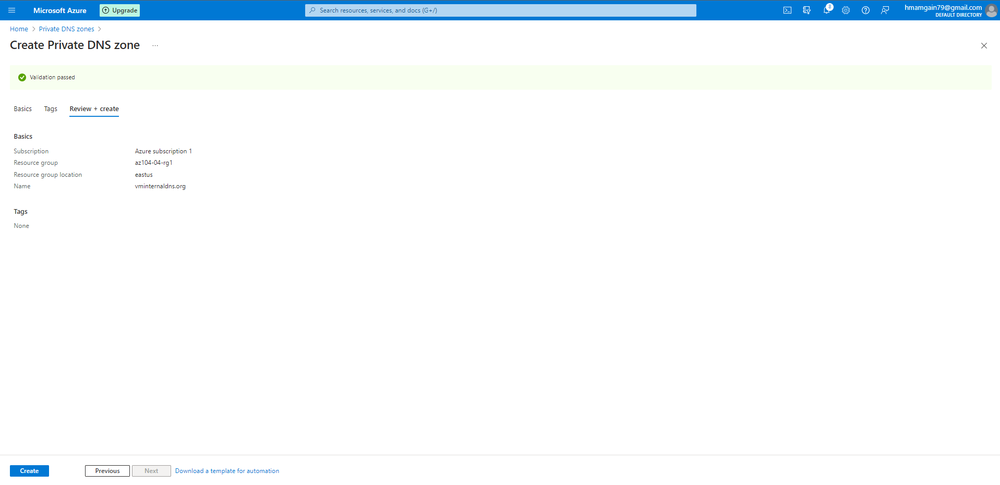 Microsoft Azure Upgrade Search resources, services, and docs (G+/) 8 hmamgain79@gmail.com
DEFAULT DIRECTORY
Home > Private DNS zones >
Create Private DNS zone ...
Validation passed
Basics Tags Review + create
Basics
Subscription Azure subscription 1
Resource group az104-04-rg1
Resource group location eastus
Name vminternaldns.org
Tags
None
Create Previous Next Download a template for automation